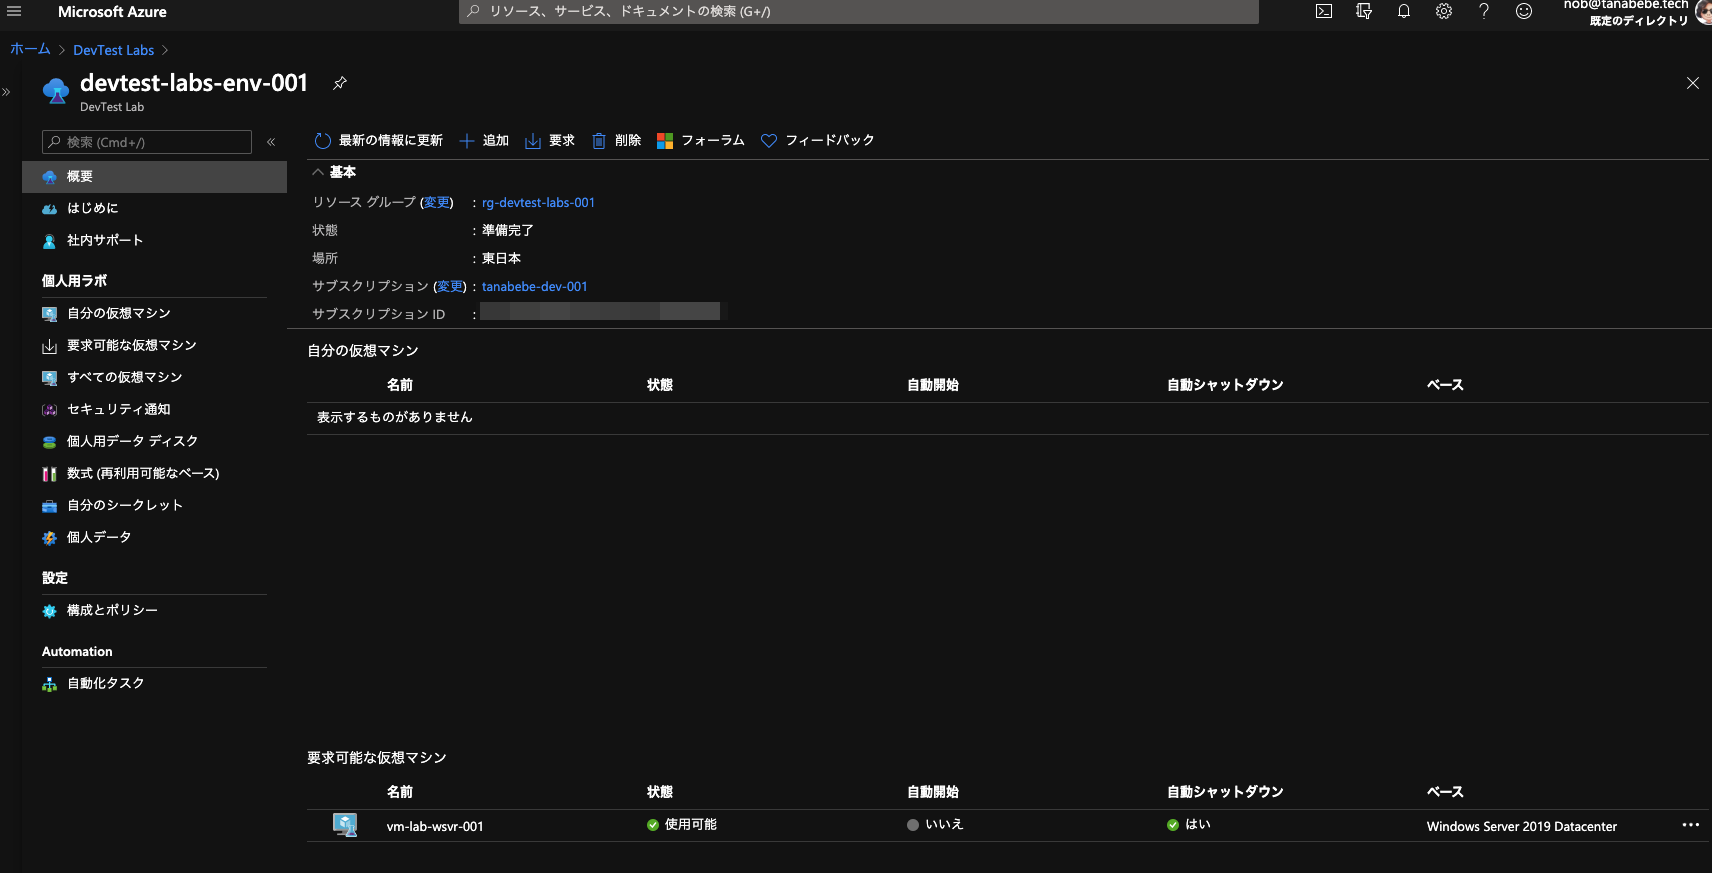 Microsoft Azure
リソース、サービス、ドキュメントの検索 (G+/)
nob@tanabebe.tech
既定のディレクトリ
ホーム > DevTest Labs >
devtest-labs-env-001
DevTest Lab
検索 (Cmd+/)
概要
はじめに
社内サポート
個人用ラボ
自分の仮想マシン
要求可能な仮想マシン
すべての仮想マシン
セキュリティ通知
個人用データ ディスク
数式 (再利用可能なベース)
自分のシークレット
個人データ
設定
構成とポリシー
Automation
自動化タスク
最新の情報に更新 追加 要求 削除 フォーラム フィードバック
基本
リソース グループ (変更) : rg-devtest-labs-001
状態 : 準備完了
場所 : 東日本
サブスクリプション (変更) : tanabebe-dev-001
サブスクリプション ID :
自分の仮想マシン
名前 状態 自動開始 自動シャットダウン ベース
表示するものがありません
要求可能な仮想マシン
名前 状態 自動開始 自動シャットダウン ベース
vm-lab-wsvr-001 使用可能 いいえ はい Windows Server 2019 Datacenter